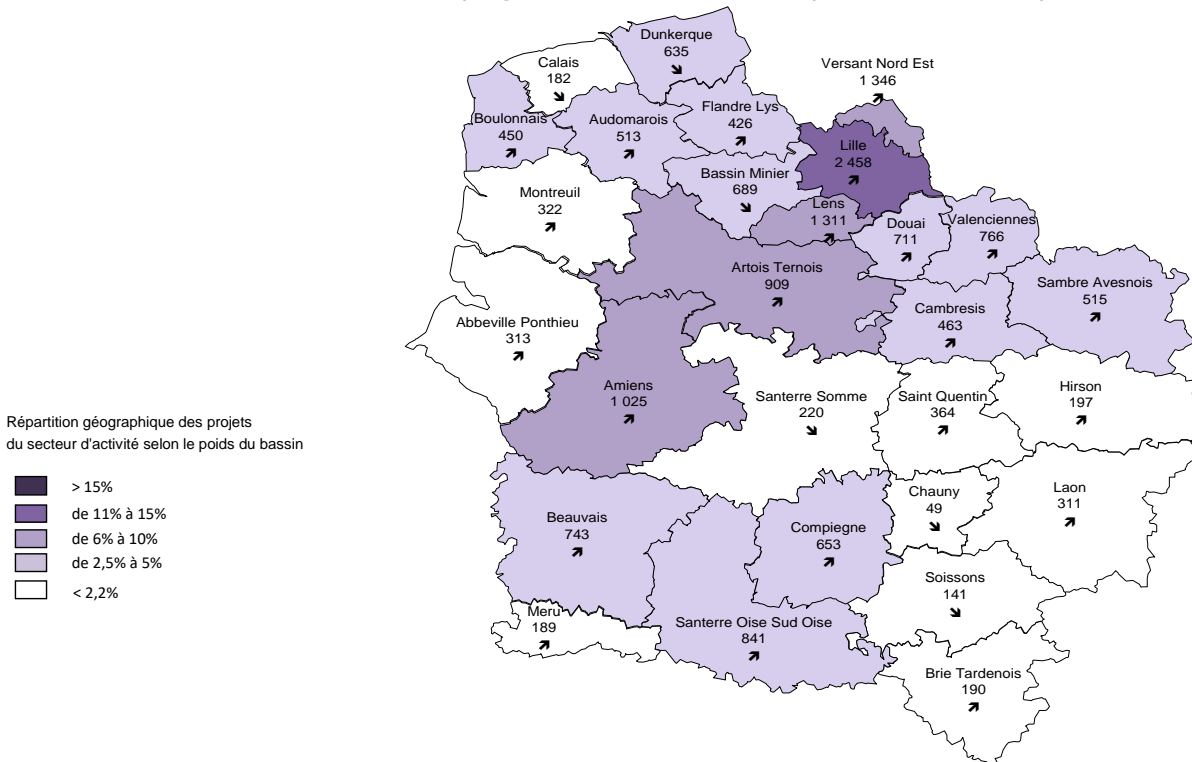 Dunkerque
635
Calais
182
Versant Nord Est
1 346
Boulonnais
450
Audomarois
513
Flandre Lys
426
Lille
2 458
Bassin Minier
689
Montreuil
322
Lens
1 311
Douai
711
Valenciennes
766
Artois Ternois
909
Sambre Avesnois
515
Cambresis
463
Abbeville Ponthieu
313
Amiens
1 025
Santerre Somme
220
Saint Quentin
364
Hirson
197
Répartition géographique des projets
du secteur d'activité selon le poids du bassin
> 15%
de 11% à 15%
de 6% à 10%
de 2,5% à 5%
< 2,2%
Beauvais
743
Compiegne
653
Chauny
49
Laon
311
Soissons
141
Meru
189
Santerre Oise Sud Oise
841
Brie Tardenois
190